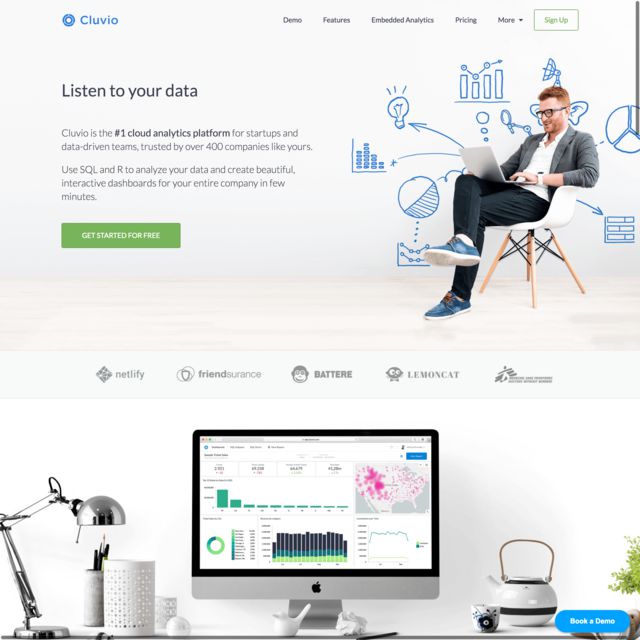 Cluvio
Demo
Features
Embedded Analytics
Pricing
More
Sign Up
Listen to your data
Cluvio is the #1 cloud analytics platform for startups and
data-driven teams, trusted by over 400 companies like yours.
Use SQL and R to analyze your data and create beautiful,
interactive dashboards for your entire company in few
minutes.
GET STARTED FOR FREE
netlify
friendsurance
BATTERE
LEMONCAT
Book a Demo